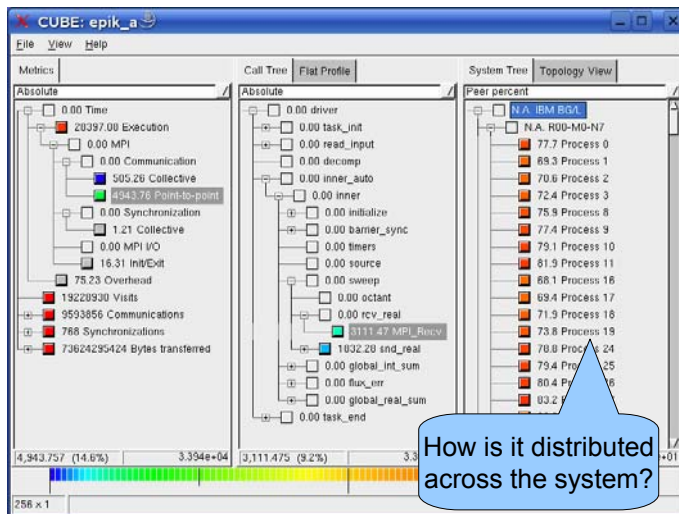 CUBE: epik_a
File View Help
Metrics
Absolute
0.00 Time
20397.00 Execution
0.00 MPI
0.00 Communication
505.26 Collective
4943.76 Point-to-point
0.00 Synchronization
1.21 Collective
0.00 MPI I/O
16.31 Init/Exit
75.23 Overhead
19220930 Visits
9593856 Communications
768 Synchronizations
73624295424 Bytes transferred
4,943.757 (14.6%) 3.394e+04
Call Tree Flat Profile
Absolute
0.00 driver
0.00 task_init
0.00 read_input
0.00 decomp
0.00 inner_auto
0.00 inner
0.00 initialize
0.00 barrier_sync
0.00 timers
0.00 source
0.00 sweep
0.00 octant
0.00 rcv_real
3111.47 MPI_Recv
1832.28 snd_real
0.00 global_int_sum
0.00 flux_err
0.00 global_real_sum
0.00 task_end
3,111.475 (9.2%)
System Tree Topology View
Peer percent
N.A. IBM BG/L
N.A. R00-M0-N7
77.7 Process 0
69.3 Process 1
70.6 Process 2
72.4 Process 3
75.9 Process 8
77.4 Process 9
79.1 Process 10
81.9 Process 11
68.1 Process 16
69.4 Process 17
71.9 Process 18
73.8 Process 19
78.8 Process 24
79.4 25
80.4
83.2
How is it distributed
across the system?
256 x 1